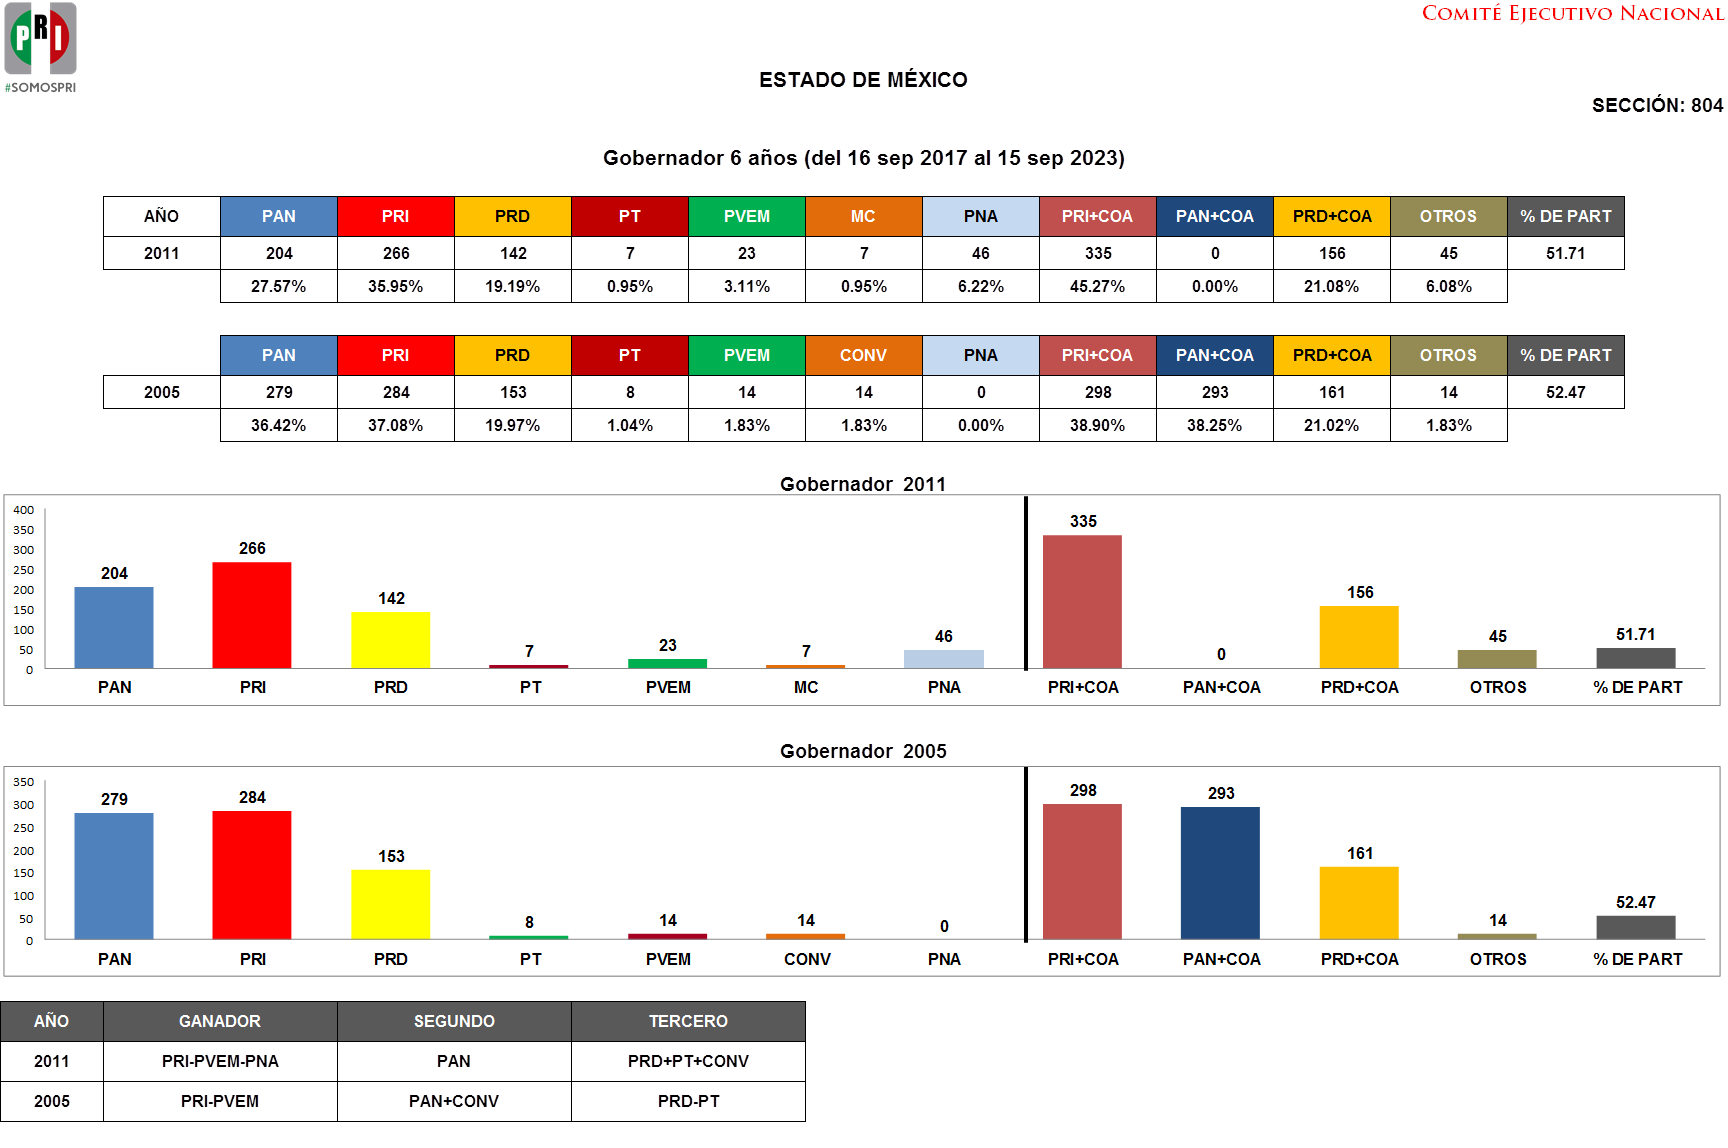 PRI
#SOMOSPRI
COMITÉ EJECUTIVO NACIONAL
ESTADO DE MÉXICO
SECCIÓN: 804
Gobernador 6 años (del 16 sep 2017 al 15 sep 2023)
AÑO PAN PRI PRD PT PVEM MC PNA PRI+COA PAN+COA PRD+COA OTROS % DE PART
2011 204 266 142 7 23 7 46 335 0 156 45 51.71
27.57% 35.95% 19.19% 0.95% 3.11% 0.95% 6.22% 45.27% 0.00% 21.08% 6.08%
PAN PRI PRD PT PVEM CONV PNA PRI+COA PAN+COA PRD+COA OTROS % DE PART
2005 279 284 153 8 14 14 0 298 293 161 14 52.47
36.42% 37.08% 19.97% 1.04% 1.83% 1.83% 0.00% 38.90% 38.25% 21.02% 1.83%
Gobernador 2011
400
350
300
250
200
150
100
50
0
204 266 142 7 23 7 46 335 0 156 45 51.71
PAN PRI PRD PT PVEM MC PNA PRI+COA PAN+COA PRD+COA OTROS % DE PART
Gobernador 2005
350
300
250
200
150
100
50
0
279 284 153 8 14 14 0 298 293 161 14 52.47
PAN PRI PRD PT PVEM CONV PNA PRI+COA PAN+COA PRD+COA OTROS % DE PART
AÑO GANADOR SEGUNDO TERCERO
2011 PRI-PVEM-PNA PAN PRD+PT+CONV
2005 PRI-PVEM PAN+CONV PRD-PT